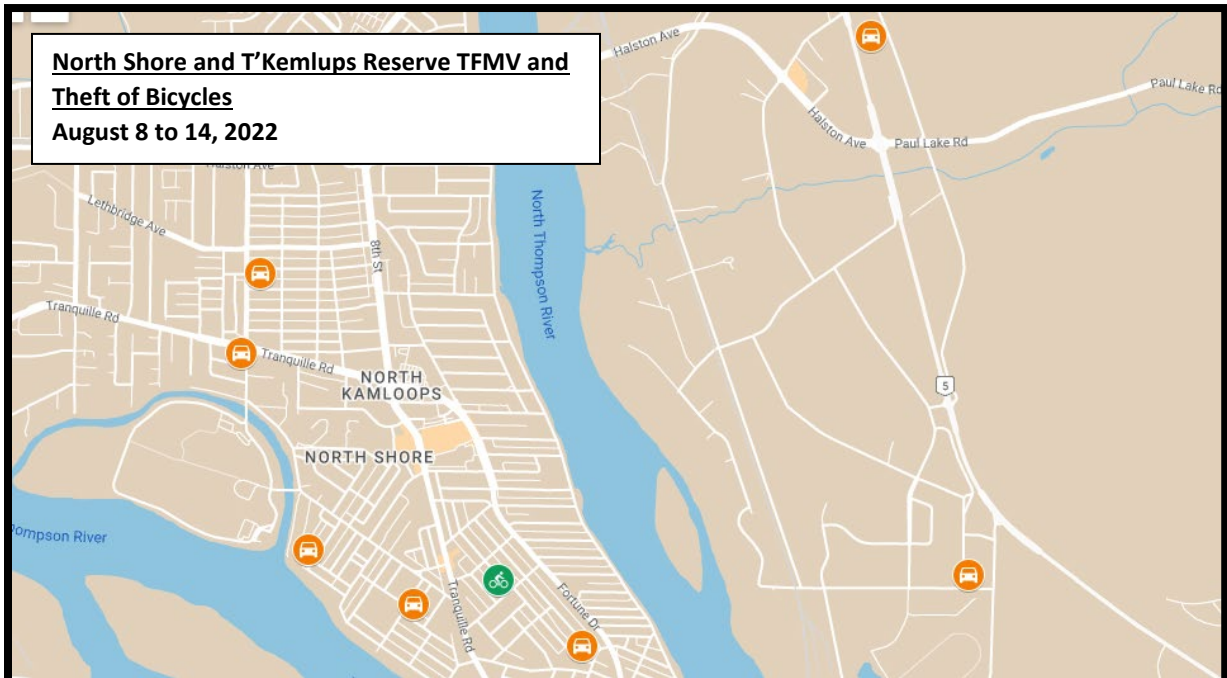 North Shore and T’Kemlups Reserve TFMV and
Theft of Bicycles
August 8 to 14, 2022
Halston Ave
Paul Lake Rd
Halston Ave
Paul Lake Rd
Halston Ave
Lethbridge Ave
8th St
North Thompson River
Tranquille Rd
Tranquille Rd
NORTH
KAMLOOPS
5
NORTH SHORE
ompson River
Tranquille Rd
Fortune Dr